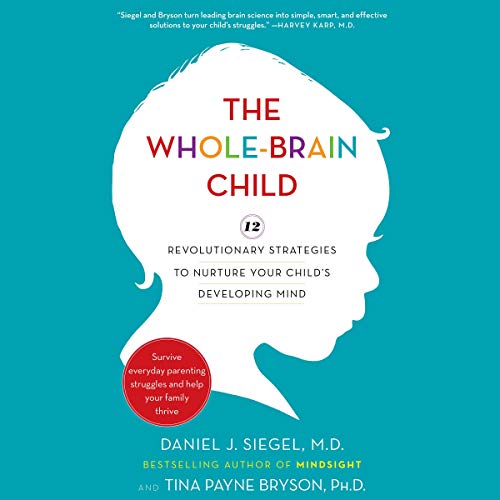 "Siegel and Bryson turn leading brain science into simple, smart, and effective
solutions to your child's struggles." —HARVEY KARP, M.D.
THE
WHOLE-BRAIN
CHILD
12
REVOLUTIONARY STRATEGIES
TO NURTURE YOUR CHILD'S
DEVELOPING MIND
Survive
everyday parenting
struggles and help
your family
thrive
DANIEL J. SIEGEL, M.D.
BESTSELLING AUTHOR OF MINDSIGHT
AND TINA PAYNE BRYSON, PH.D.